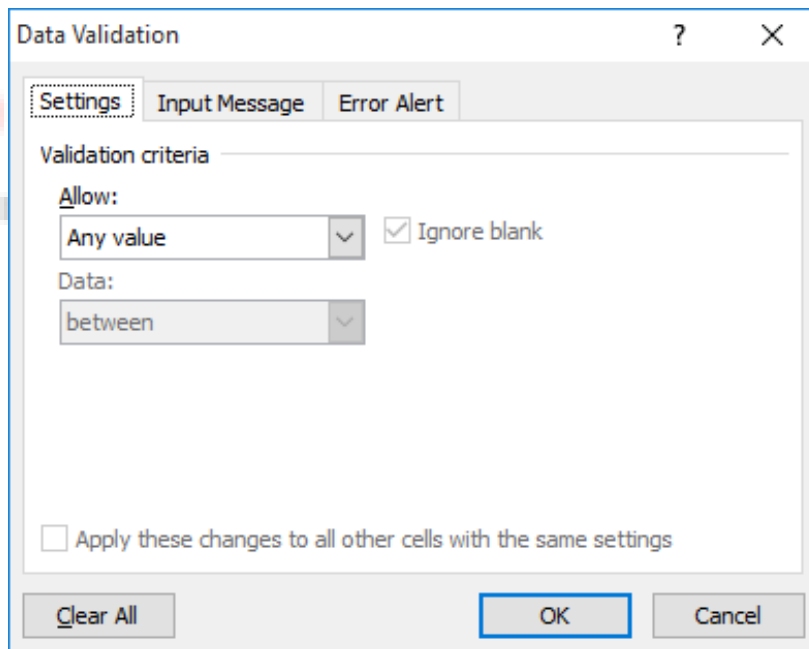 Data Validation ?
Settings Input Message Error Alert
Validation criteria
Allow:
Any value Ignore blank
Data:
between
Apply these changes to all other cells with the same settings
Clear All OK Cancel